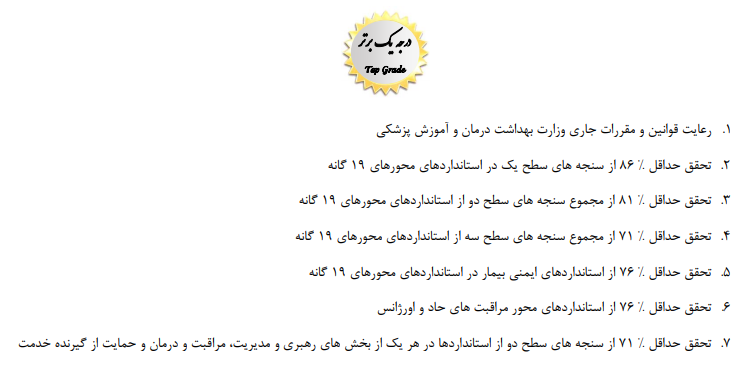 درجه یک برتر
Top Grade
۱. رعایت قوانین و مقررات جاری وزارت بهداشت درمان و آموزش پزشکی
۲. تحقق حداقل ٪ ۸۶ از سنجه های سطح یک در استانداردهای محورهای ۱۹ گانه
۳. تحقق حداقل ٪ ۸۱ از مجموع سنجه های سطح دو از استانداردهای محورهای ۱۹ گانه
۴. تحقق حداقل ٪ ۷۱ از مجموع سنجه های سطح سه از استانداردهای محورهای ۱۹ گانه
۵. تحقق حداقل ٪ ۷۶ از استانداردهای ایمنی بیمار در استانداردهای محورهای ۱۹ گانه
۶. تحقق حداقل ٪ ۷۶ از استانداردهای محور مراقبت های حاد و اورژانس
۷. تحقق حداقل ٪ ۷۱ از سنجه های سطح دو از استانداردها در هر یک از بخش های رهبری و مدیریت، مراقبت و درمان و حمایت از گیرنده خدمت